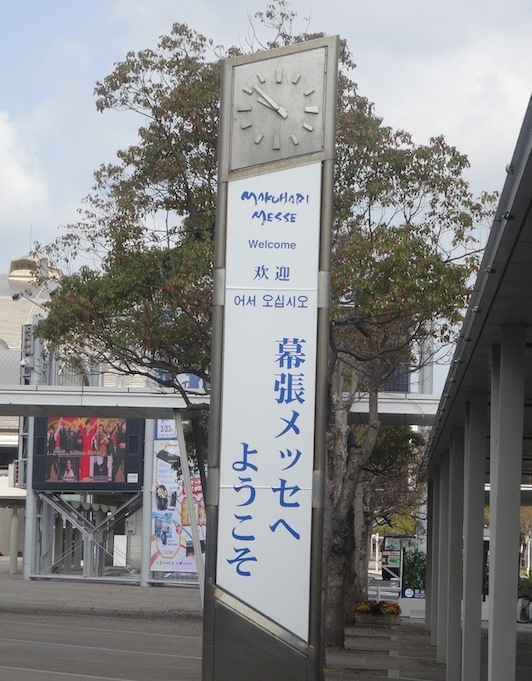 MAKUHARI
MESSE
Welcome
欢迎
어서 오십시오
幕張メッセへ
ようこそ
3/23